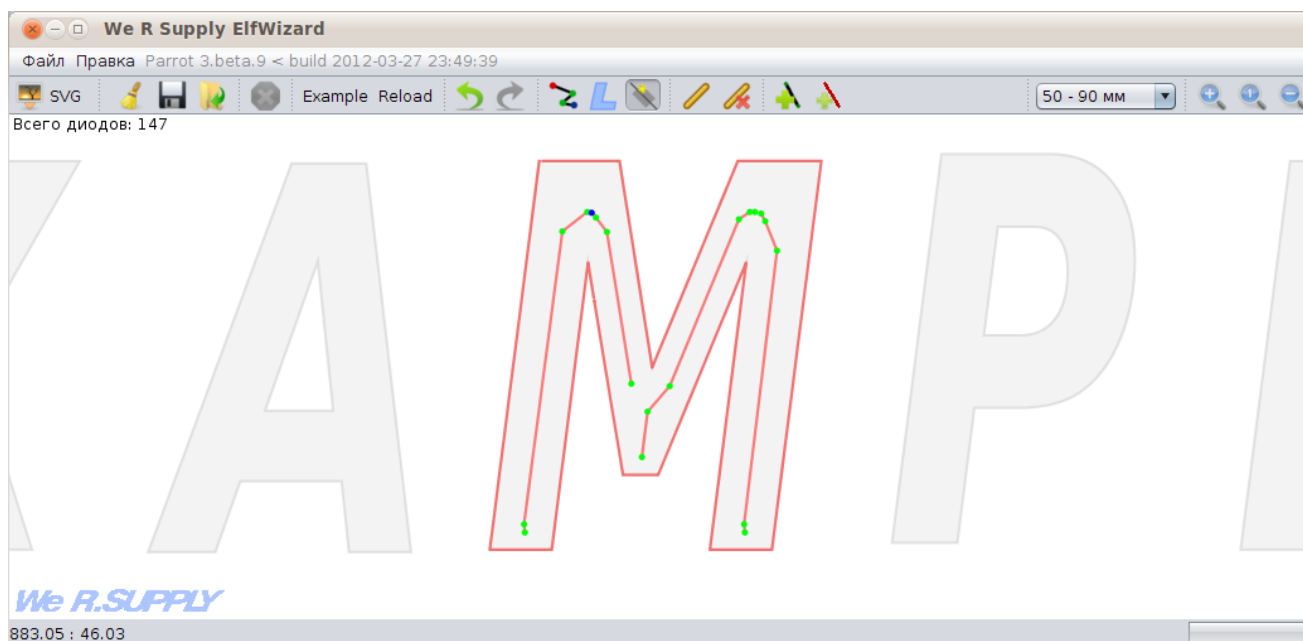 We R Supply ElfWizard
Файл Правка Parrot 3.beta.9 < build 2012-03-27 23:49:39
SVG Example Reload 50 - 90 мм
Всего диодов: 147
X A M P L
We R.SUPPLY
883.05 : 46.03